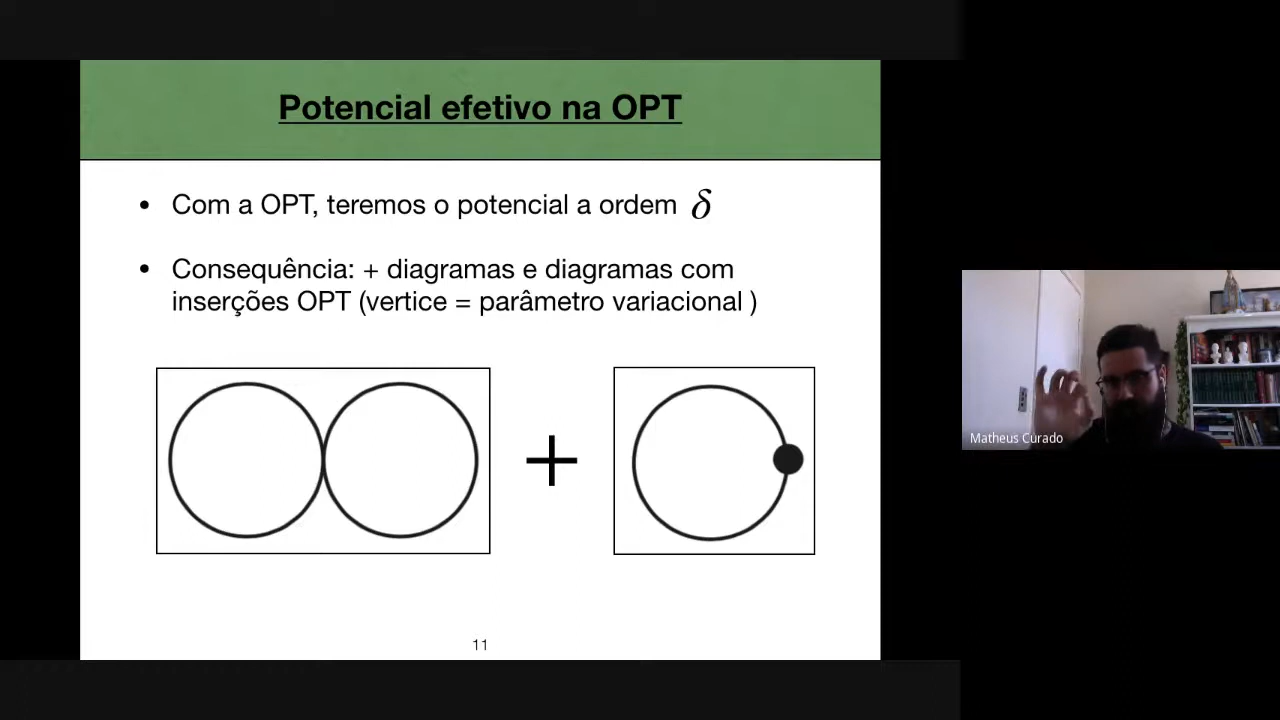 Potencial efetivo na OPT
• Com a OPT, teremos o potencial a ordem δ
• Consequência: + diagramas e diagramas com
inserções OPT (vertice = parâmetro variacional )
+
11
Matheus Curado